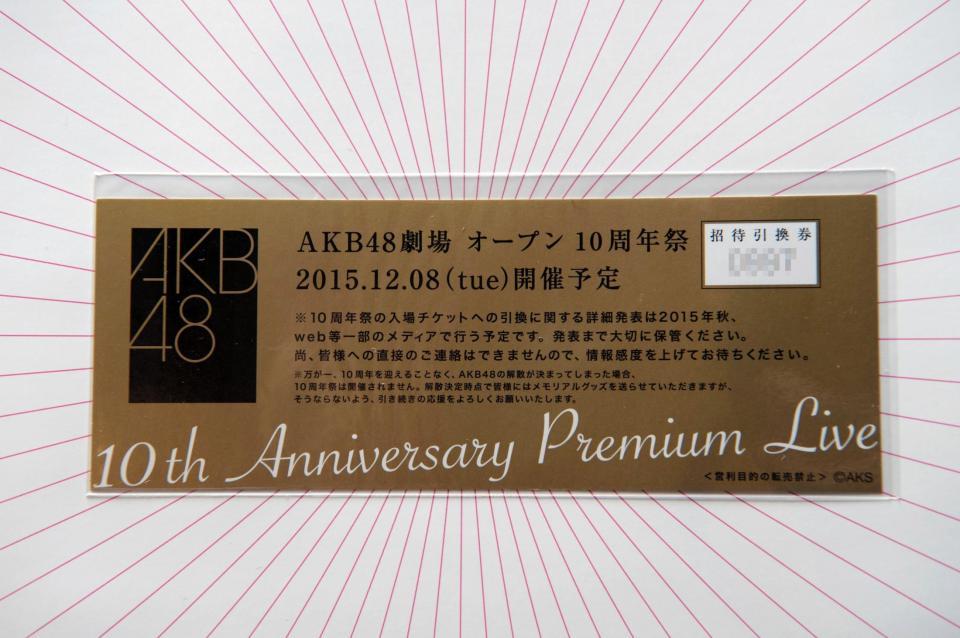 AKB
48
AKB48劇場 オープン 10周年祭
2015.12.08(tue)開催予定
招待引換券
※10周年祭の入場チケットへの引換に関する詳細発表は2015年秋、
web等一部のメディアで行う予定です。発表まで大切に保管ください。
尚、皆様への直接のご連絡はできませんので、情報感度を上げてお待ちください。
※万が一、10周年を迎えることなく、AKB48の解散が決まってしまった場合、
10周年祭は開催されません。解散決定時点で皆様にはメモリアルグッズを送らせていただきますが、
そうならないよう、引き続きの応援をよろしくお願いいたします。
10th Anniversary Premium Live
<営利目的の転売禁止> ©AKS